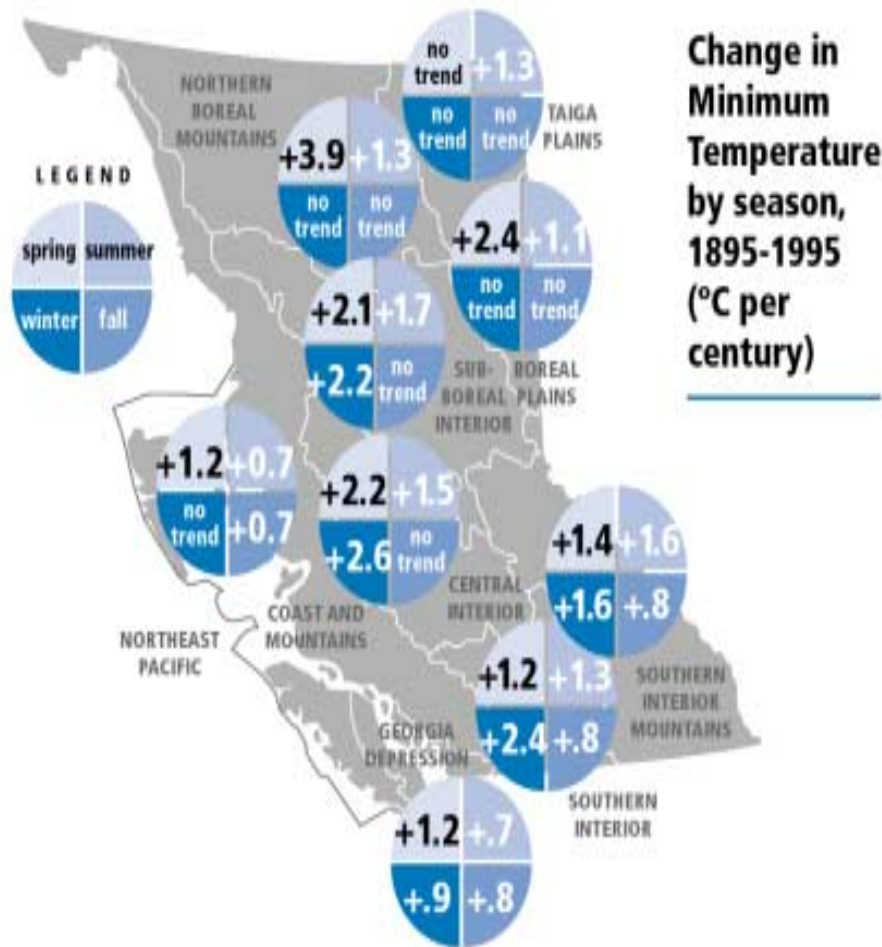 Change in
Minimum
Temperature
by season,
1895-1995
(°C per
century)
LEGEND
spring summer
winter fall
NORTHERN
BOREAL
MOUNTAINS
no
trend
+1.3
no
trend
no
trend
TAIGA
PLAINS
+3.9 +1.3
no
trend
no
trend
+2.4 +1.1
no
trend
no
trend
BOREAL
PLAINS
+2.1 +1.7
+2.2
no
trend
SUB-
BOREAL
INTERIOR
+1.2 +0.7
no
trend
+0.7
COAST AND
MOUNTAINS
NORTHEAST
PACIFIC
+2.2 +1.5
+2.6
no
trend
CENTRAL
INTERIOR
+1.4 +1.6
+1.6 +.8
SOUTHERN
INTERIOR
MOUNTAINS
+1.2 +1.3
+2.4 +.8
SOUTHERN
INTERIOR
GEORGIA
DEPRESSION
+1.2 +.7
+.9 +.8